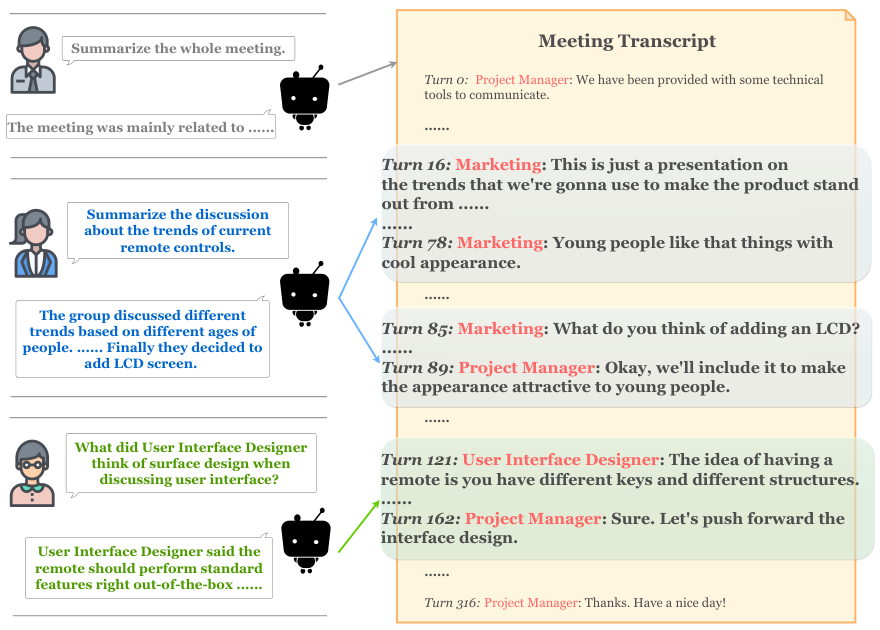 Summarize the whole meeting.
The meeting was mainly related to ......
Summarize the discussion
about the trends of current
remote controls.
The group discussed different
trends based on different ages of
people. ...... Finally they decided to
add LCD screen.
What did User Interface Designer
think of surface design when
discussing user interface?
User Interface Designer said the
remote should perform standard
features right out-of-the-box ......
Meeting Transcript
Turn 0: Project Manager: We have been provided with some technical
tools to communicate.
......
Turn 16: Marketing: This is just a presentation on
the trends that we're gonna use to make the product stand
out from ......
......
Turn 78: Marketing: Young people like that things with
cool appearance.
......
Turn 85: Marketing: What do you think of adding an LCD?
......
Turn 89: Project Manager: Okay, we'll include it to make
the appearance attractive to young people.
......
Turn 121: User Interface Designer: The idea of having a
remote is you have different keys and different structures.
......
Turn 162: Project Manager: Sure. Let's push forward the
interface design.
......
Turn 316: Project Manager: Thanks. Have a nice day!